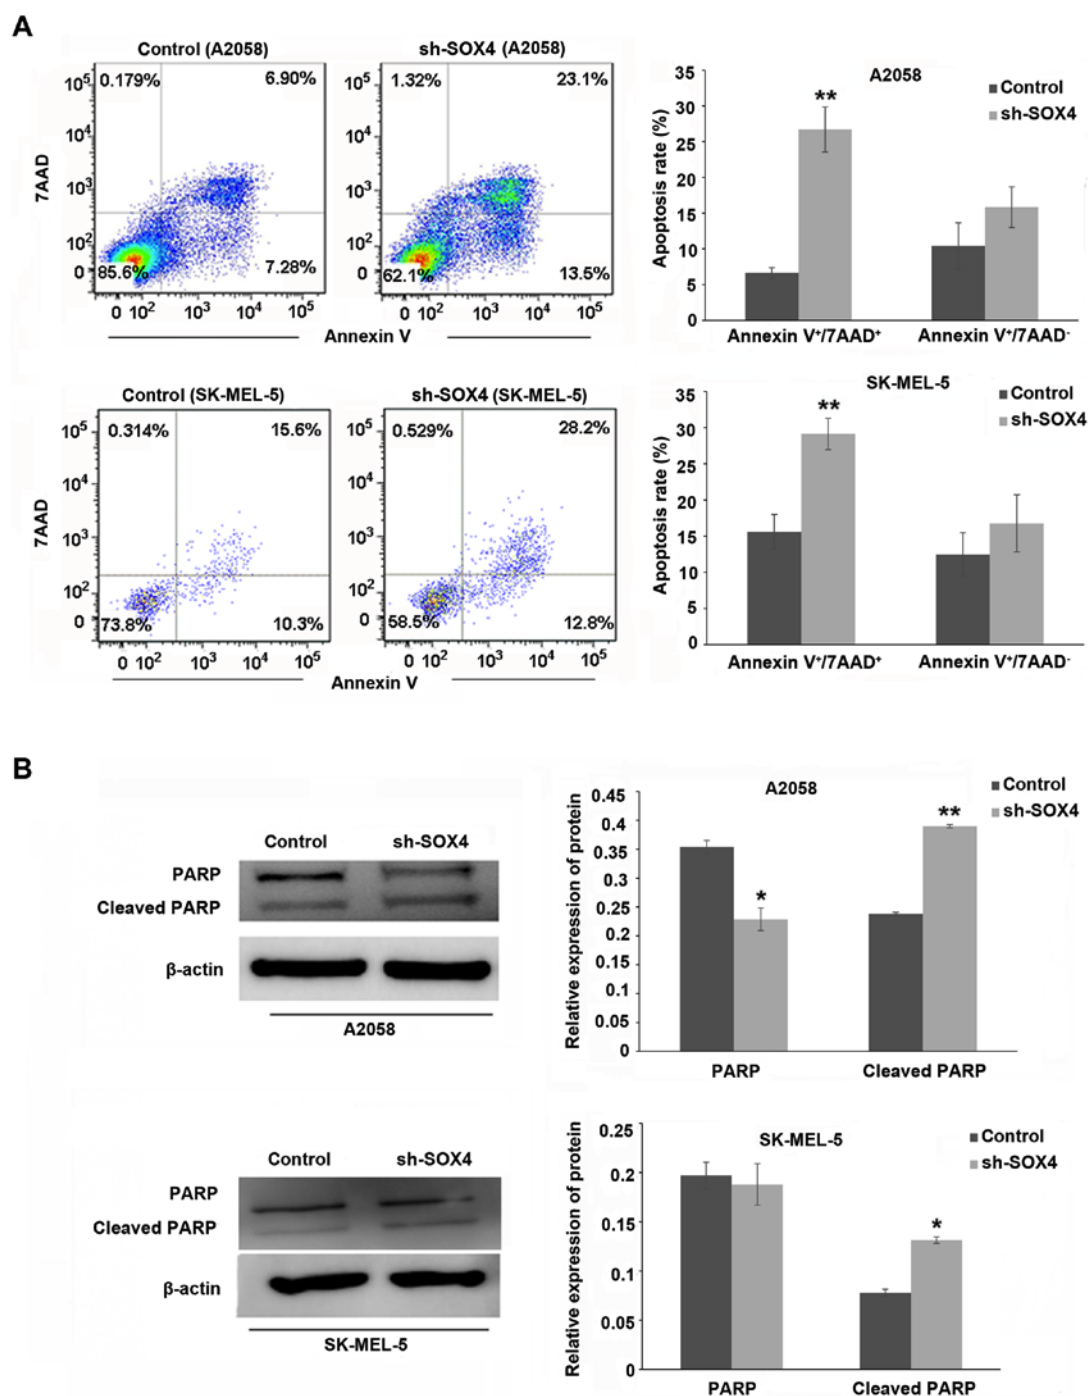 A
Control (A2058)
sh-SOX4 (A2058)
0.179%
6.90%
85.6%
7.28%
1.32%
23.1%
62.1%
13.5%
7AAD
10⁵
10⁴
10³
10²
0
0 10² 10³ 10⁴ 10⁵
0 10² 10³ 10⁴ 10⁵
Annexin V
A2058
Control
sh-SOX4
Apoptosis rate (%)
35
30
25
20
15
10
5
0
**
Annexin V⁺/7AAD⁺
Annexin V⁺/7AAD⁻
Control (SK-MEL-5)
sh-SOX4 (SK-MEL-5)
0.314%
15.6%
73.8%
10.3%
0.529%
28.2%
58.5%
12.8%
7AAD
10⁵
10⁴
10³
10²
0
10⁵
10⁴
10³
10²
0
0 10² 10³ 10⁴ 10⁵
0 10² 10³ 10⁴ 10⁵
Annexin V
SK-MEL-5
Control
sh-SOX4
Apoptosis rate (%)
35
30
25
20
15
10
5
0
**
Annexin V⁺/7AAD⁺
Annexin V⁺/7AAD⁻
B
Control
sh-SOX4
PARP
Cleaved PARP
β-actin
A2058
A2058
Control
sh-SOX4
Relative expression of protein
0.45
0.4
0.35
0.3
0.25
0.2
0.15
0.1
0.05
0
*
**
PARP
Cleaved PARP
Control
sh-SOX4
PARP
Cleaved PARP
β-actin
SK-MEL-5
SK-MEL-5
Control
sh-SOX4
Relative expression of protein
0.25
0.2
0.15
0.1
0.05
0
*
PARP
Cleaved PARP